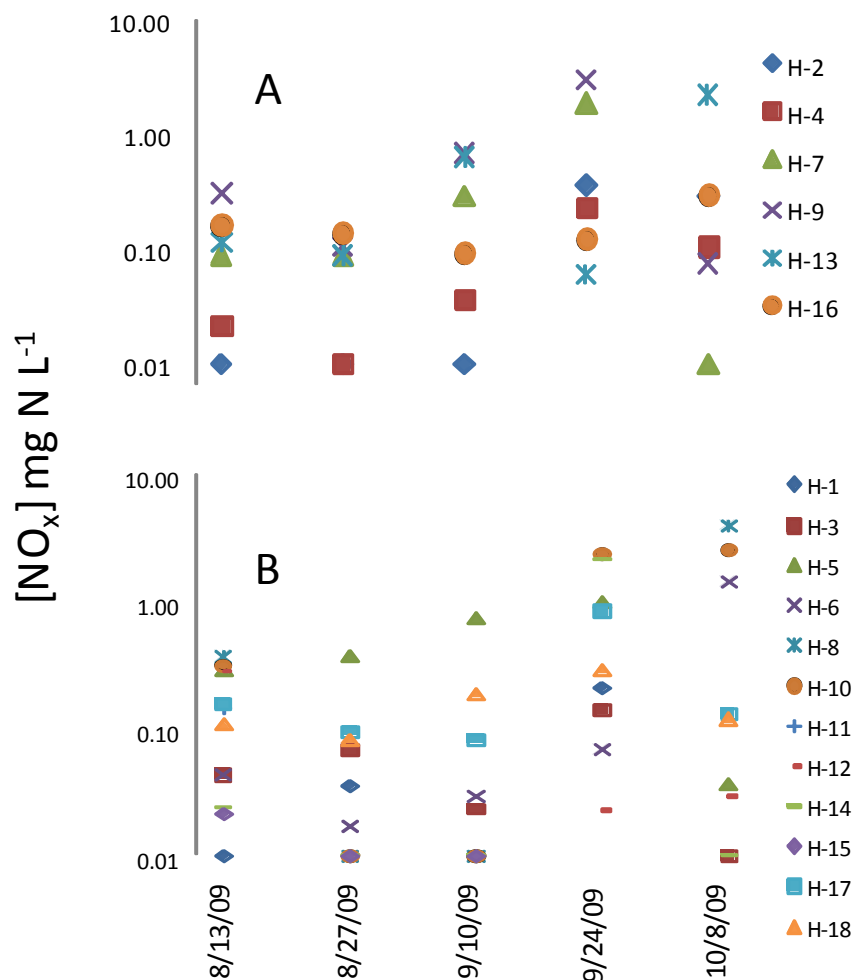 [NOx] mg N L-1
10.00
1.00
0.10
0.01
A
H-2
H-4
H-7
H-9
H-13
H-16
10.00
1.00
0.10
0.01
B
H-1
H-3
H-5
H-6
H-8
H-10
H-11
H-12
H-14
H-15
H-17
H-18
8/13/09
8/27/09
9/10/09
9/24/09
10/8/09